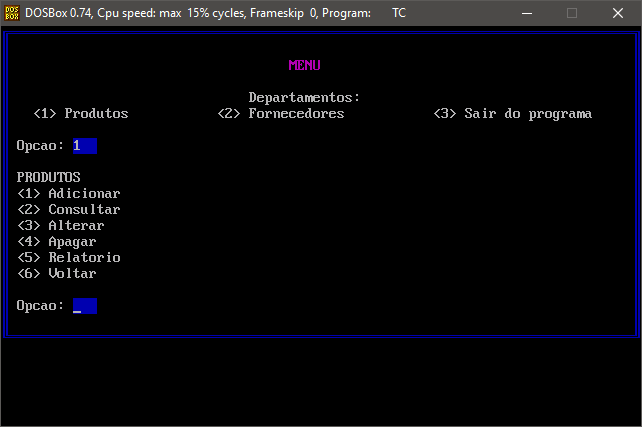 DOS BOX DOSBox 0.74, Cpu speed: max 15% cycles, Frameskip 0, Program: TC
MENU
Departamentos:
<1> Produtos <2> Fornecedores <3> Sair do programa
Opcao: 1
PRODUTOS
<1> Adicionar
<2> Consultar
<3> Alterar
<4> Apagar
<5> Relatorio
<6> Voltar
Opcao: _